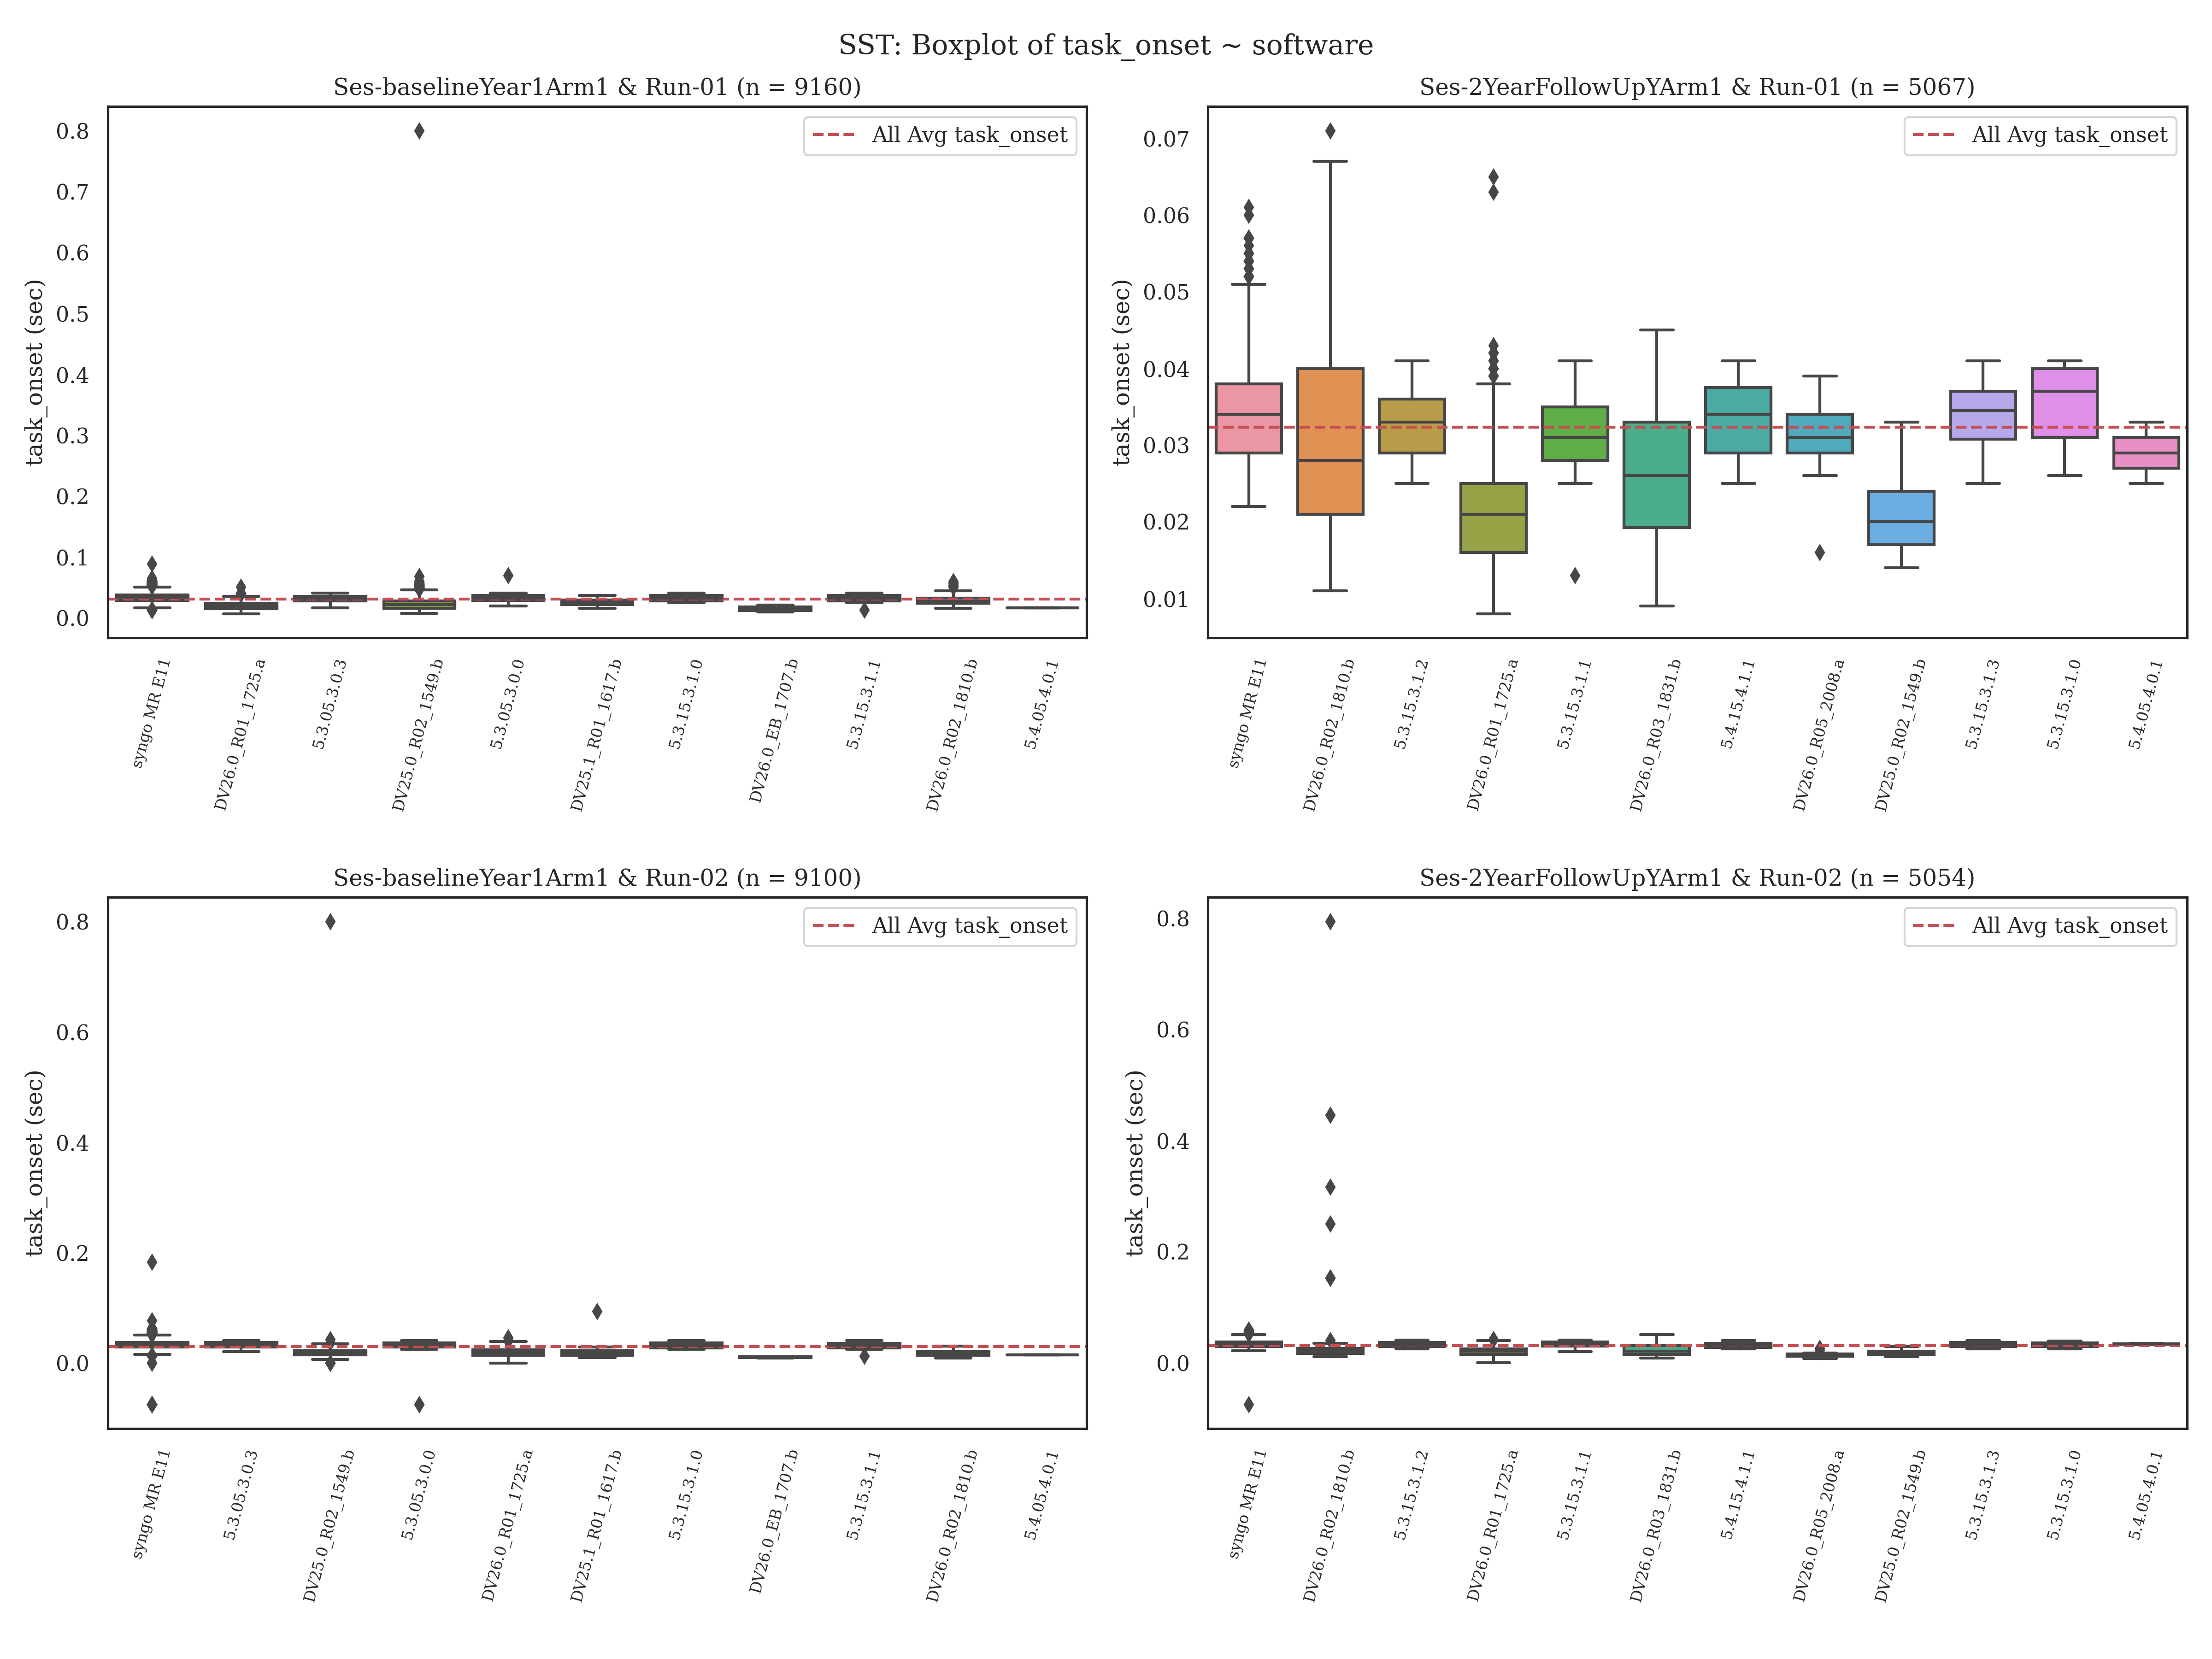 SST: Boxplot of task_onset ~ software
Ses-baselineYear1Arm1 & Run-01 (n = 9160)
All Avg task_onset
task_onset (sec)
0.8
0.7
0.6
0.5
0.4
0.3
0.2
0.1
0.0
syngo MR E11
DV26.0_R01_1725.a
5.3.05.3.0.3
DV25.0_R02_1549.b
5.3.05.3.0.0
DV25.1_R01_1617.b
5.3.15.3.1.0
DV26.0_EB_1707.b
5.3.15.3.1.1
DV26.0_R02_1810.b
5.4.05.4.0.1
Ses-2YearFollowUpYArm1 & Run-01 (n = 5067)
All Avg task_onset
task_onset (sec)
0.07
0.06
0.05
0.04
0.03
0.02
0.01
syngo MR E11
DV26.0_R02_1810.b
5.3.15.3.1.2
DV26.0_R01_1725.a
5.3.15.3.1.1
DV26.0_R03_1831.b
5.4.15.4.1.1
DV26.0_R05_2008.a
DV25.0_R02_1549.b
5.3.15.3.1.3
5.3.15.3.1.0
5.4.05.4.0.1
Ses-baselineYear1Arm1 & Run-02 (n = 9100)
All Avg task_onset
task_onset (sec)
0.8
0.6
0.4
0.2
0.0
syngo MR E11
5.3.05.3.0.3
DV25.0_R02_1549.b
5.3.05.3.0.0
DV26.0_R01_1725.a
DV25.1_R01_1617.b
5.3.15.3.1.0
DV26.0_EB_1707.b
5.3.15.3.1.1
DV26.0_R02_1810.b
5.4.05.4.0.1
Ses-2YearFollowUpYArm1 & Run-02 (n = 5054)
All Avg task_onset
task_onset (sec)
0.8
0.6
0.4
0.2
0.0
syngo MR E11
DV26.0_R02_1810.b
5.3.15.3.1.2
DV26.0_R01_1725.a
5.3.15.3.1.1
DV26.0_R03_1831.b
5.4.15.4.1.1
DV26.0_R05_2008.a
DV25.0_R02_1549.b
5.3.15.3.1.3
5.3.15.3.1.0
5.4.05.4.0.1